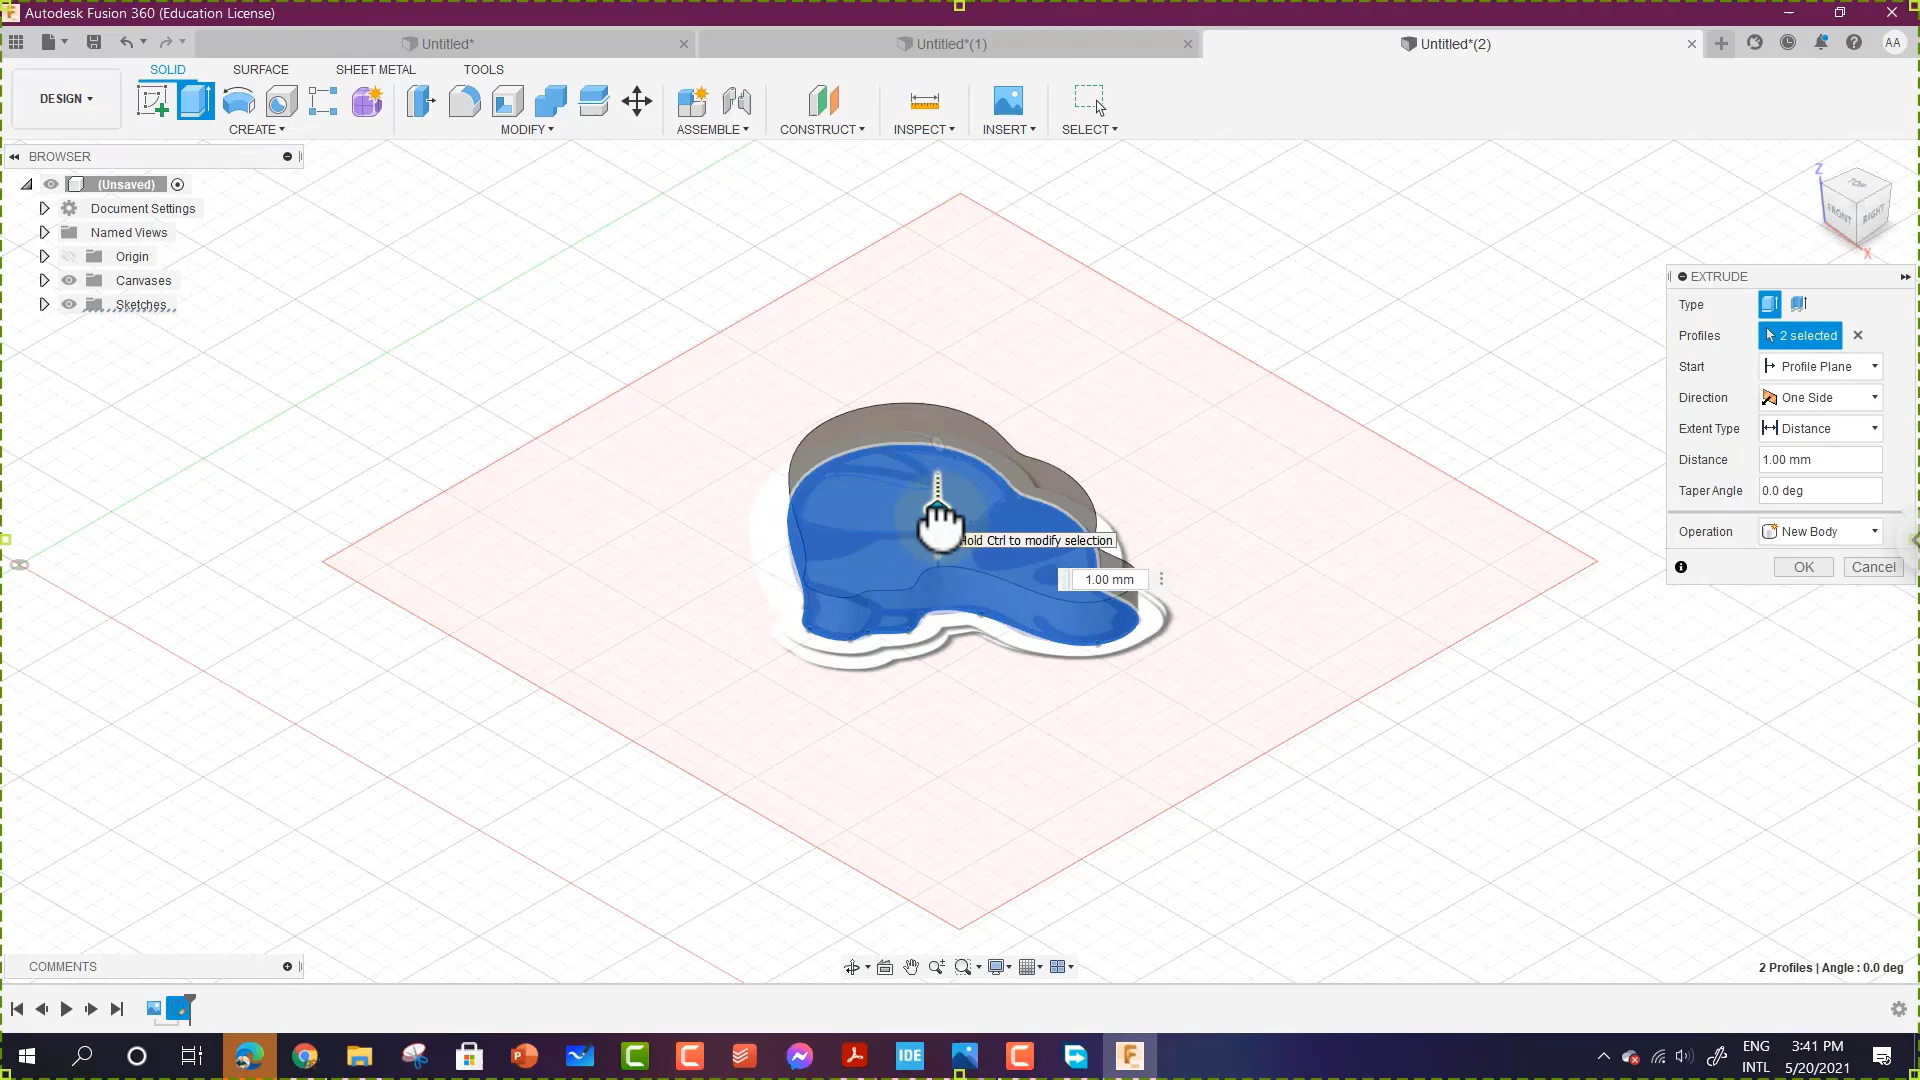 Autodesk Fusion 360 (Education License)
Untitled*
Untitled*(1)
Untitled*(2)
AA
DESIGN
SOLID
SURFACE
SHEET METAL
TOOLS
CREATE
MODIFY
ASSEMBLE
CONSTRUCT
INSPECT
INSERT
SELECT
BROWSER
(Unsaved)
Document Settings
Named Views
Origin
Canvases
Sketches
Z
TOP
FRONT
RIGHT
X
EXTRUDE
Type
Profiles
2 selected
Start
Profile Plane
Direction
One Side
Extent Type
Distance
Distance
1.00 mm
Taper Angle
0.0 deg
Operation
New Body
OK
Cancel
Hold Ctrl to modify selection
1.00 mm
COMMENTS
2 Profiles | Angle : 0.0 deg
IDE
ENG
INTL
3:41 PM
5/20/2021